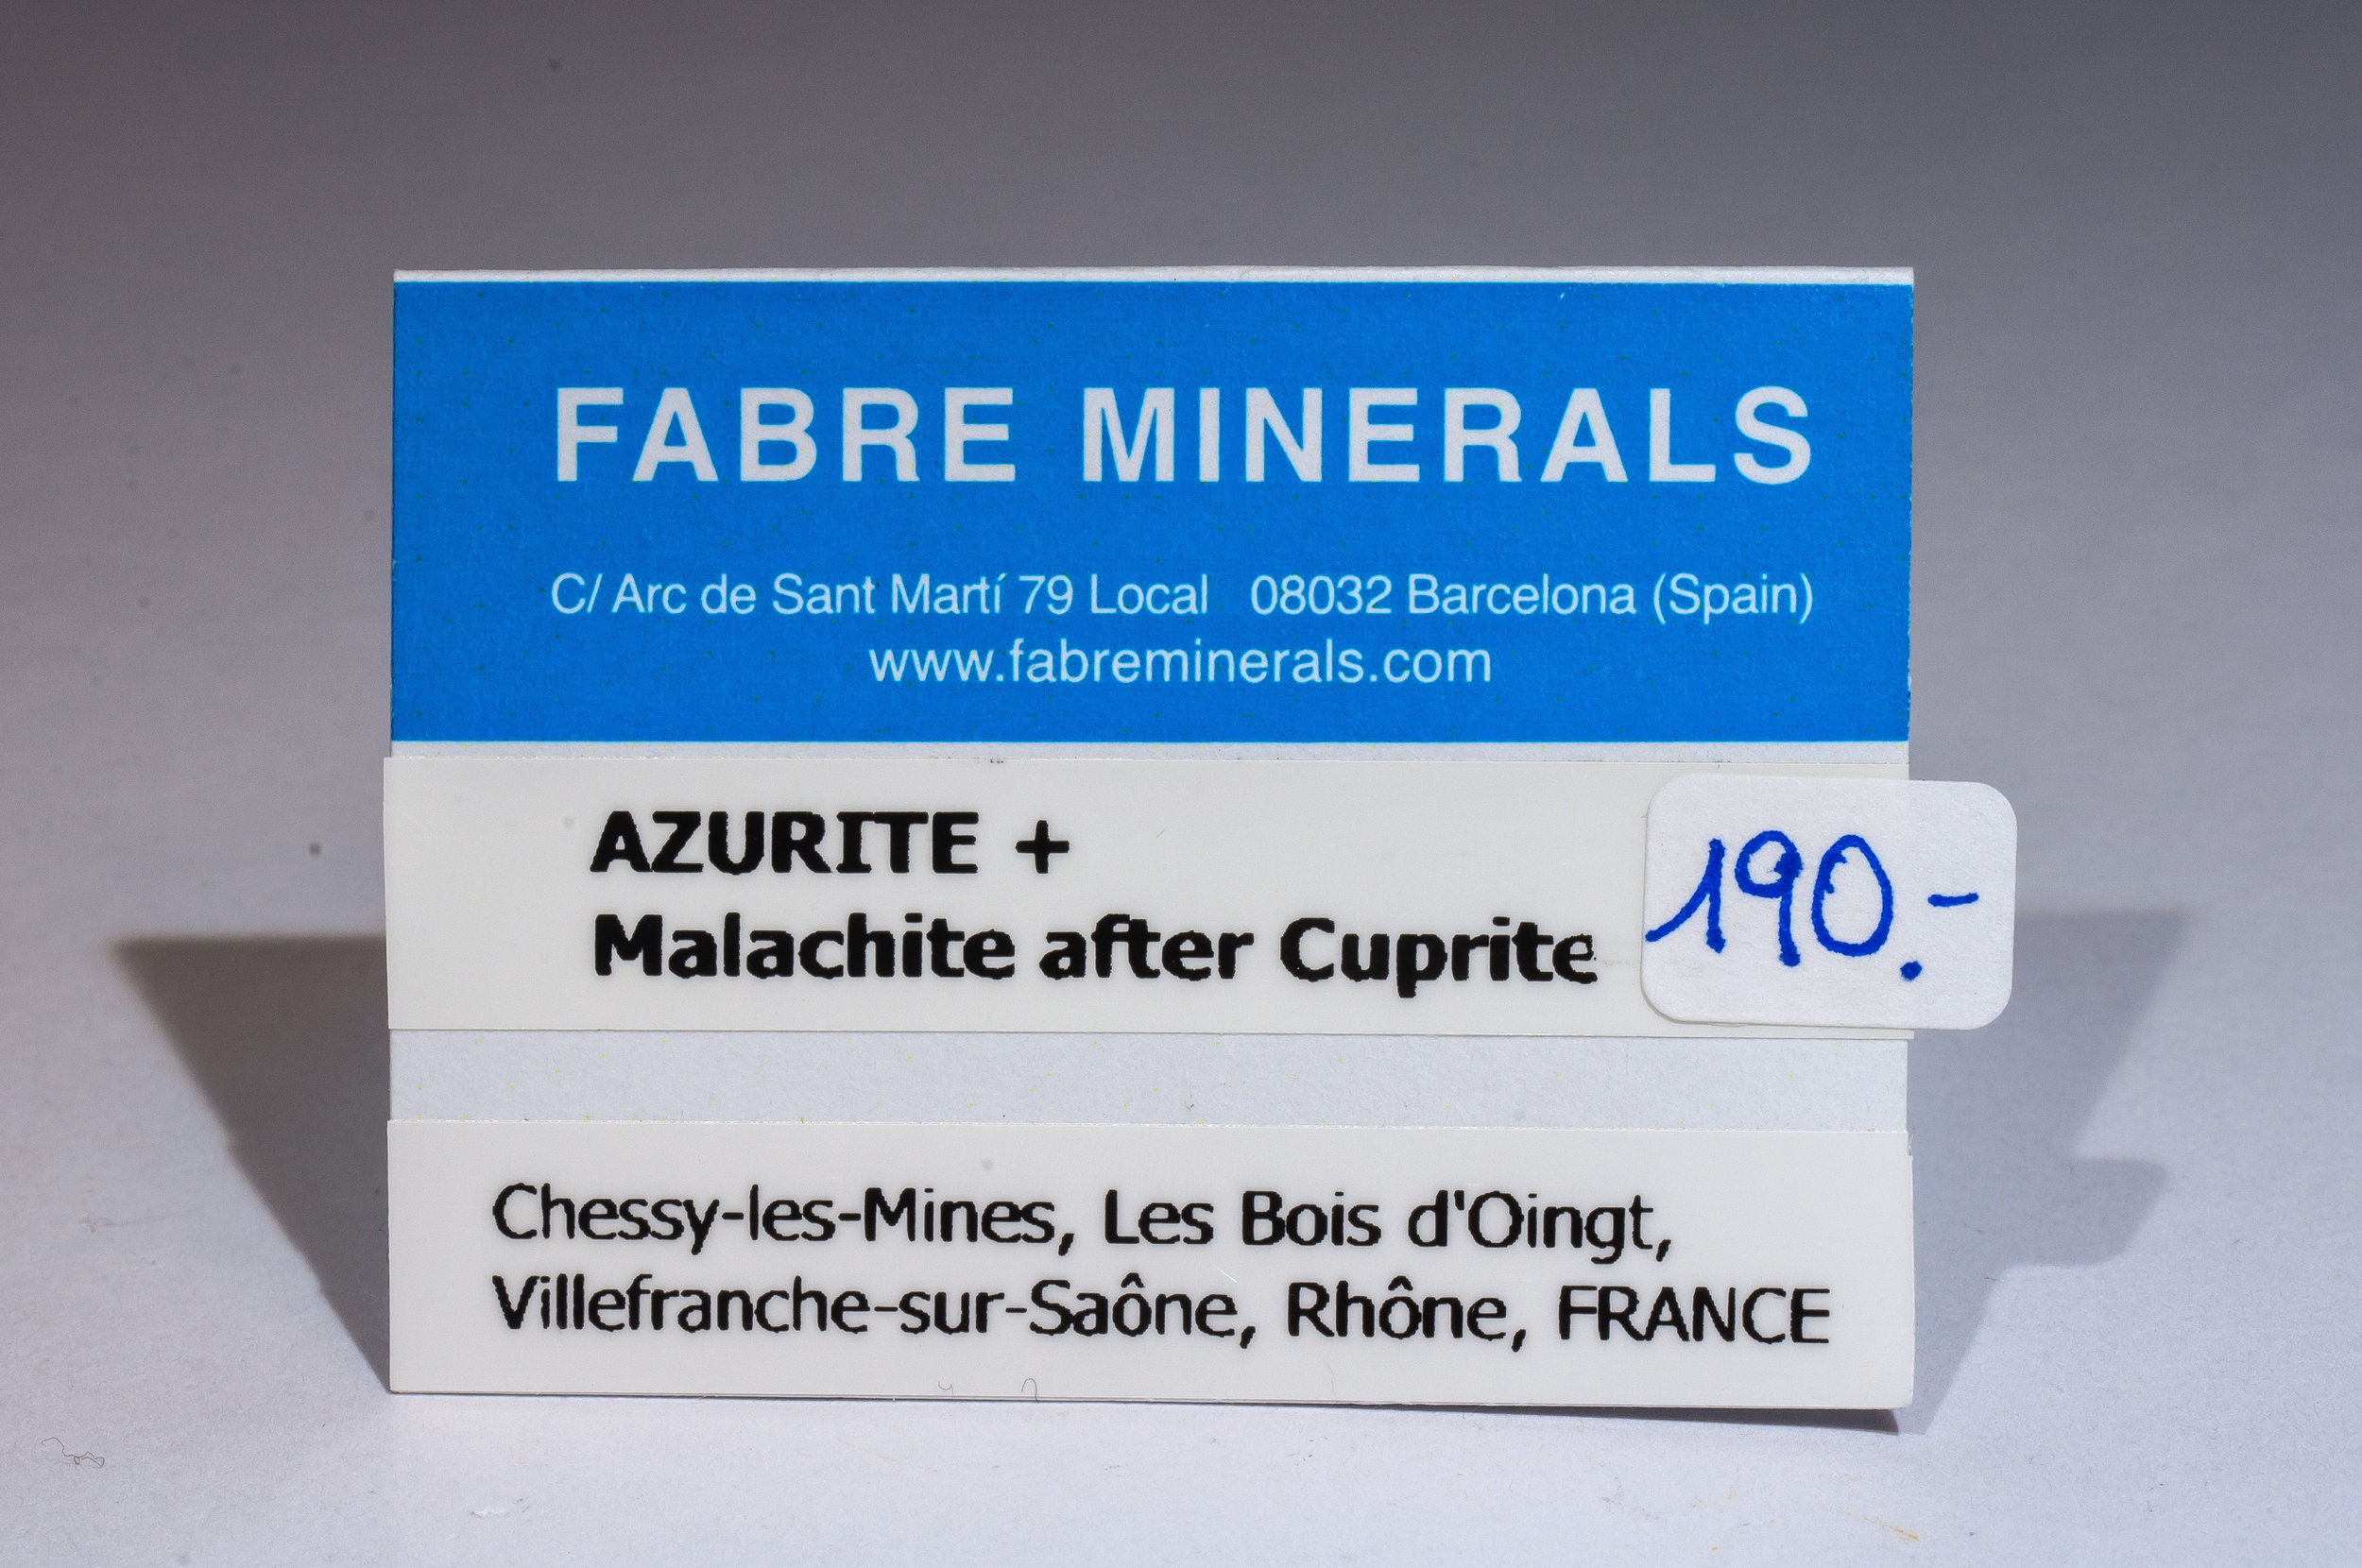 FABRE MINERALS
C/ Arc de Sant Martí 79 Local 08032 Barcelona (Spain)
www.fabreminerals.com
AZURITE +
Malachite after Cuprite
190.-
Chessy-les-Mines, Les Bois d'Oingt,
Villefranche-sur-Saône, Rhône, FRANCE